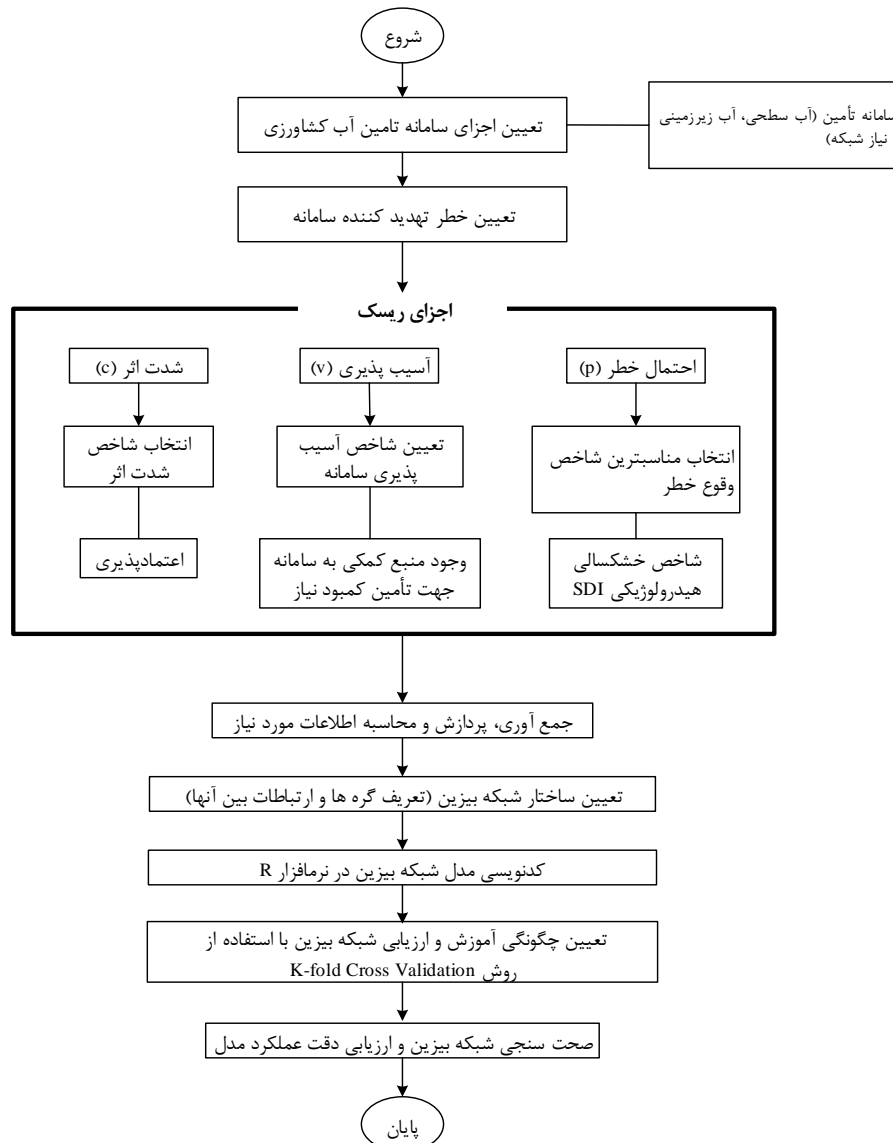 شروع
تعیین اجزای سامانه تامین آب کشاورزی
سامانه تأمین (آب سطحی، آب زیرزمینی
نیاز شبکه)
تعیین خطر تهدید کننده سامانه
اجزای ریسک
احتمال خطر (p)
انتخاب مناسبترین شاخص
وقوع خطر
شاخص خشکسالی
هیدرولوژیکی SDI
آسیب پذیری (v)
تعیین شاخص آسیب
پذیری سامانه
وجود منبع کمکی به سامانه
جهت تأمین کمبود نیاز
شدت اثر (c)
انتخاب شاخص
شدت اثر
اعتمادپذیری
جمع آوری، پردازش و محاسبه اطلاعات مورد نیاز
تعیین ساختار شبکه بیزین (تعریف گره ها و ارتباطات بین آنها)
کدنویسی مدل شبکه بیزین در نرمافزار R
تعیین چگونگی آموزش و ارزیابی شبکه بیزین با استفاده از
روش K-fold Cross Validation
صحت سنجی شبکه بیزین و ارزیابی دقت عملکرد مدل
پایان